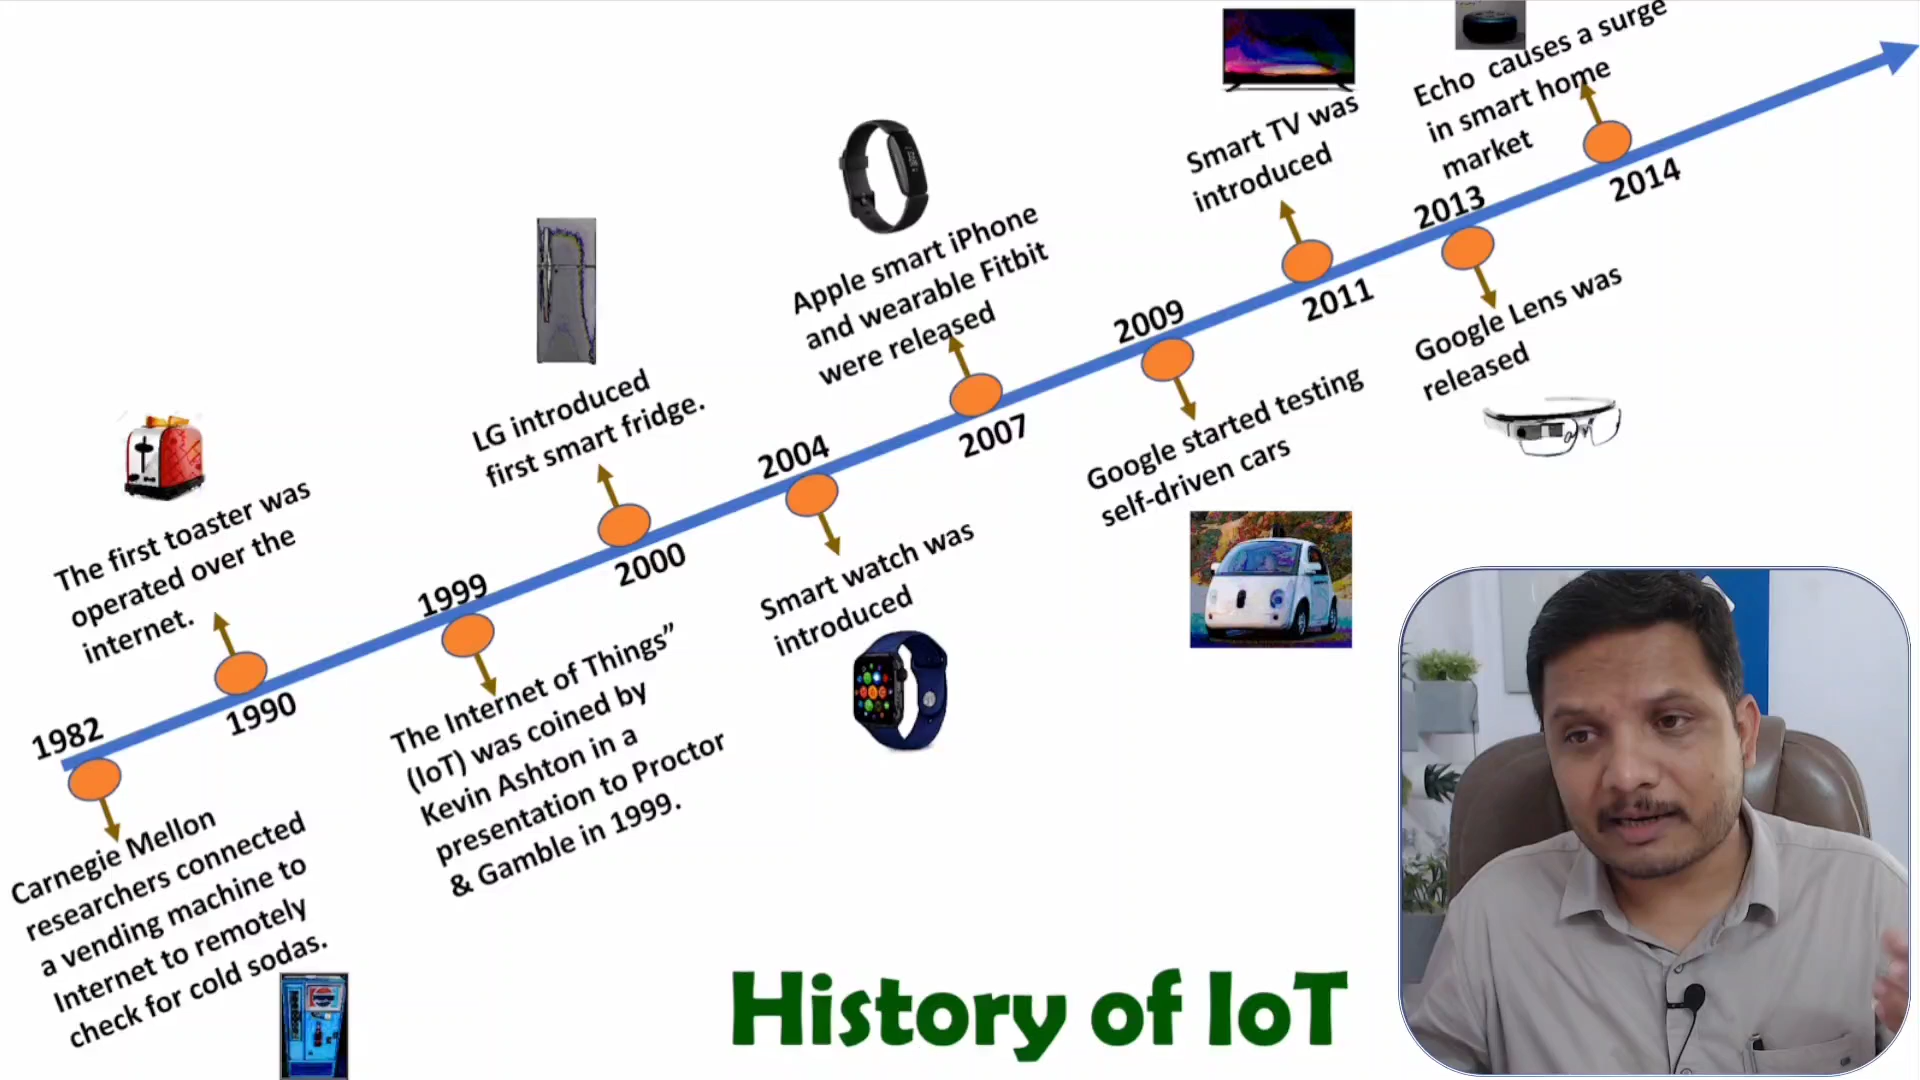 1982
Carnegie Mellon
researchers connected
a vending machine to
Internet to remotely
check for cold sodas.
The first toaster was
operated over the
internet.
1990
1999
The Internet of Things”
(IoT) was coined by
Kevin Ashton in a
presentation to Proctor
& Gamble in 1999.
LG introduced
first smart fridge.
2000
2004
Smart watch was
introduced
Apple smart iPhone
and wearable Fitbit
were released
2007
2009
Google started testing
self-driven cars
Smart TV was
introduced
2011
2013
Google Lens was
released
Echo causes a surge
in smart home
market
2014
History of IoT